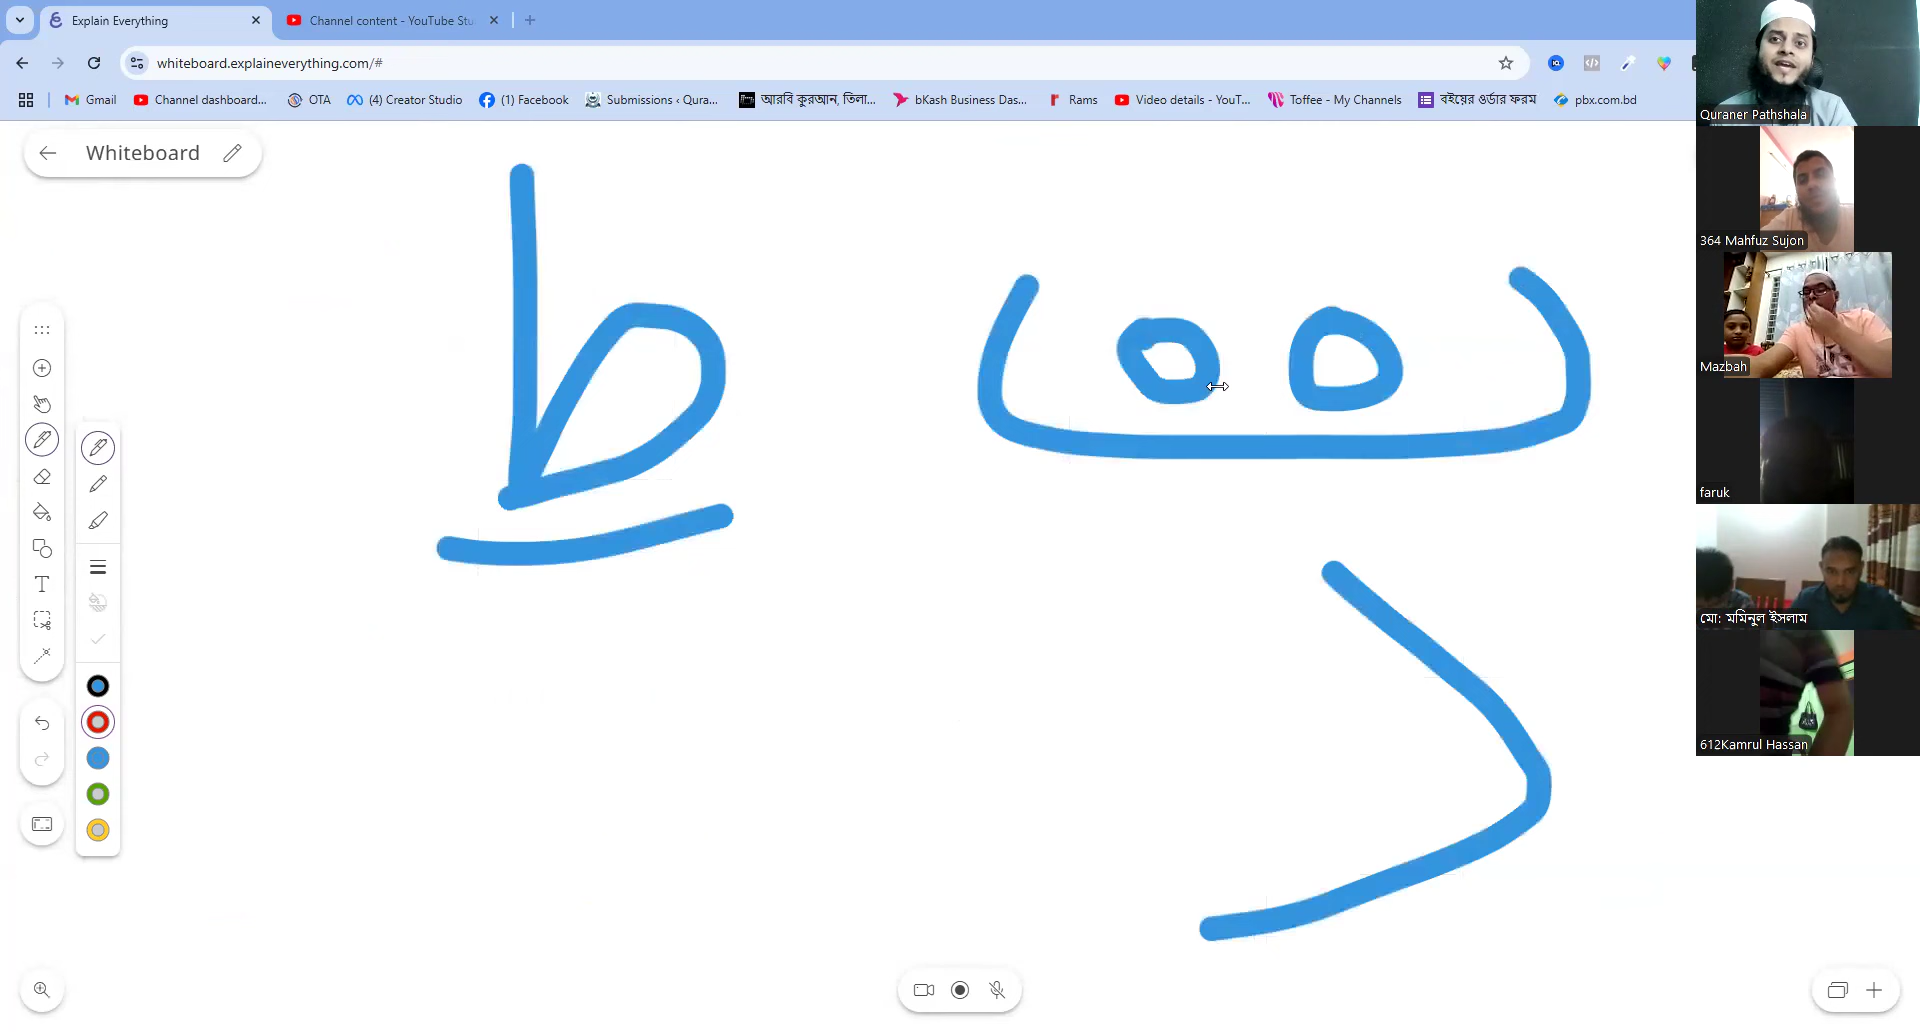 Explain Everything
Channel content - YouTube Stu
whiteboard.explaineverything.com/#
Gmail
Channel dashboard...
OTA
(4) Creator Studio
(1) Facebook
Submissions ‹ Qura...
আরবি কুরআন, তিলা...
bKash Business Das...
Rams
Video details - YouT...
Toffee - My Channels
বইয়ের ওর্ডার ফরম
pbx.com.bd
Whiteboard
ط ت
د
Quraner Pathshala
364 Mahfuz Sujon
Mazbah
faruk
মো: মমিনুল ইসলাম
612Kamrul Hassan